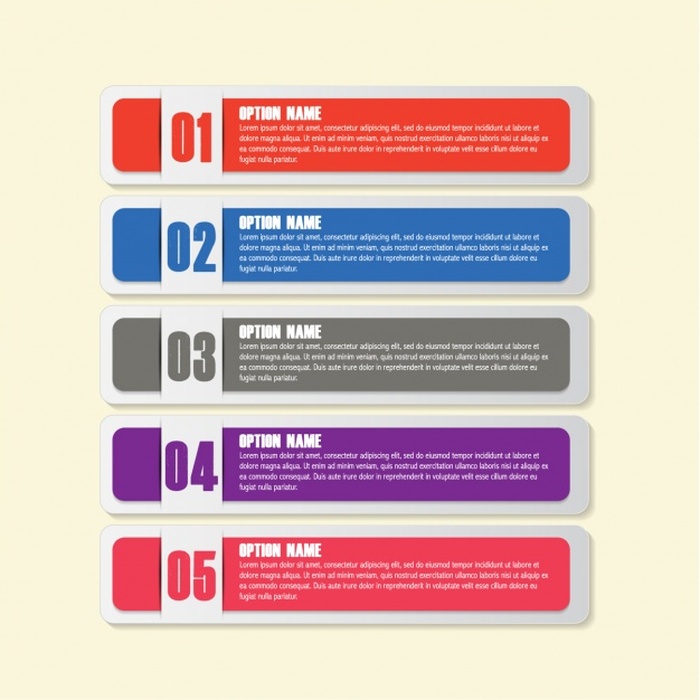 01
OPTION NAME
Lorem ipsum dolor sit amet, consectetur adipiscing elit, sed do eiusmod tempor incididunt ut labore et
dolore magna aliqua. Ut enim ad minim veniam, quis nostrud exercitation ullamco laboris nisi ut aliquip ex
ea commodo consequat. Duis aute irure dolor in reprehenderit in voluptate velit esse cillum dolore eu
fugiat nulla pariatur.
02
OPTION NAME
Lorem ipsum dolor sit amet, consectetur adipiscing elit, sed do eiusmod tempor incididunt ut labore et
dolore magna aliqua. Ut enim ad minim veniam, quis nostrud exercitation ullamco laboris nisi ut aliquip ex
ea commodo consequat. Duis aute irure dolor in reprehenderit in voluptate velit esse cillum dolore eu
fugiat nulla pariatur.
03
OPTION NAME
Lorem ipsum dolor sit amet, consectetur adipiscing elit, sed do eiusmod tempor incididunt ut labore et
dolore magna aliqua. Ut enim ad minim veniam, quis nostrud exercitation ullamco laboris nisi ut aliquip ex
ea commodo consequat. Duis aute irure dolor in reprehenderit in voluptate velit esse cillum dolore eu
fugiat nulla pariatur.
04
OPTION NAME
Lorem ipsum dolor sit amet, consectetur adipiscing elit, sed do eiusmod tempor incididunt ut labore et
dolore magna aliqua. Ut enim ad minim veniam, quis nostrud exercitation ullamco laboris nisi ut aliquip ex
ea commodo consequat. Duis aute irure dolor in reprehenderit in voluptate velit esse cillum dolore eu
fugiat nulla pariatur.
05
OPTION NAME
Lorem ipsum dolor sit amet, consectetur adipiscing elit, sed do eiusmod tempor incididunt ut labore et
dolore magna aliqua. Ut enim ad minim veniam, quis nostrud exercitation ullamco laboris nisi ut aliquip ex
ea commodo consequat. Duis aute irure dolor in reprehenderit in voluptate velit esse cillum dolore eu
fugiat nulla pariatur.